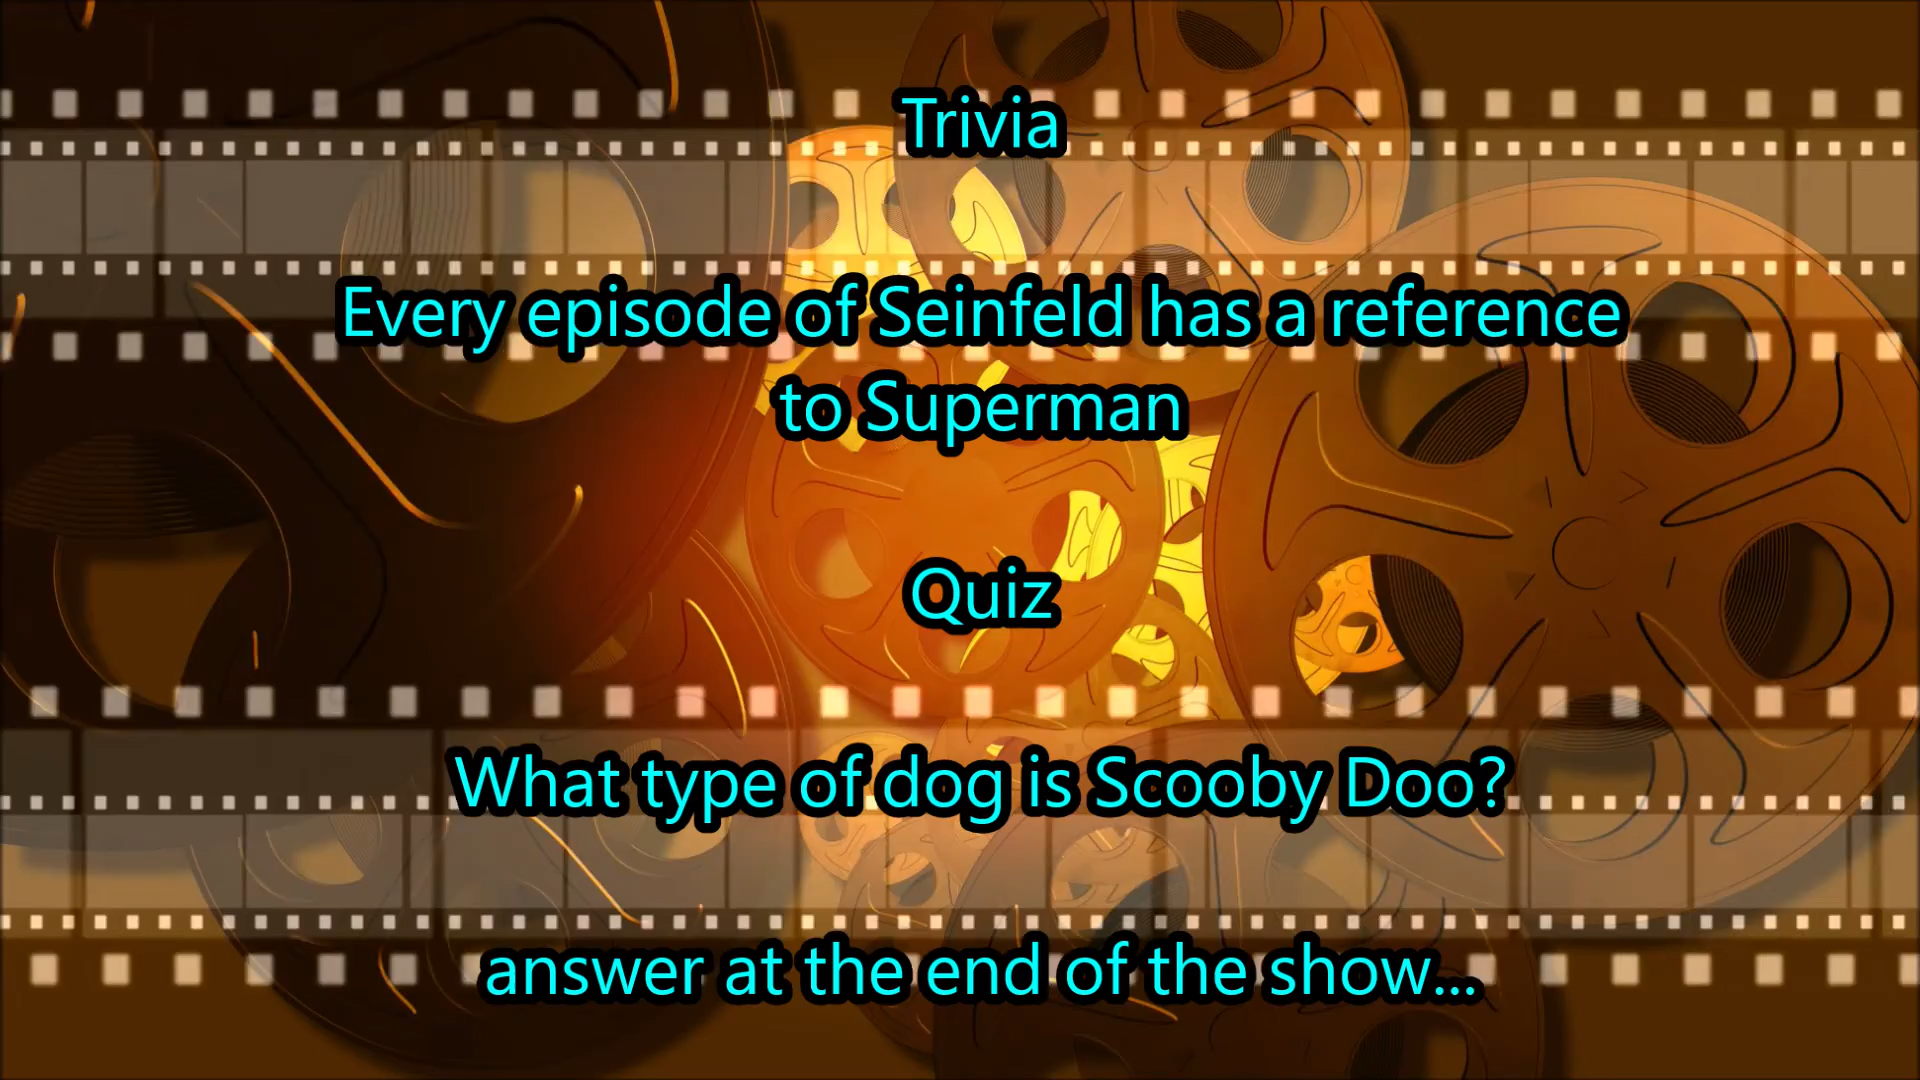 Trivia
Every episode of Seinfeld has a reference
to Superman
Quiz
What type of dog is Scooby Doo?
answer at the end of the show...